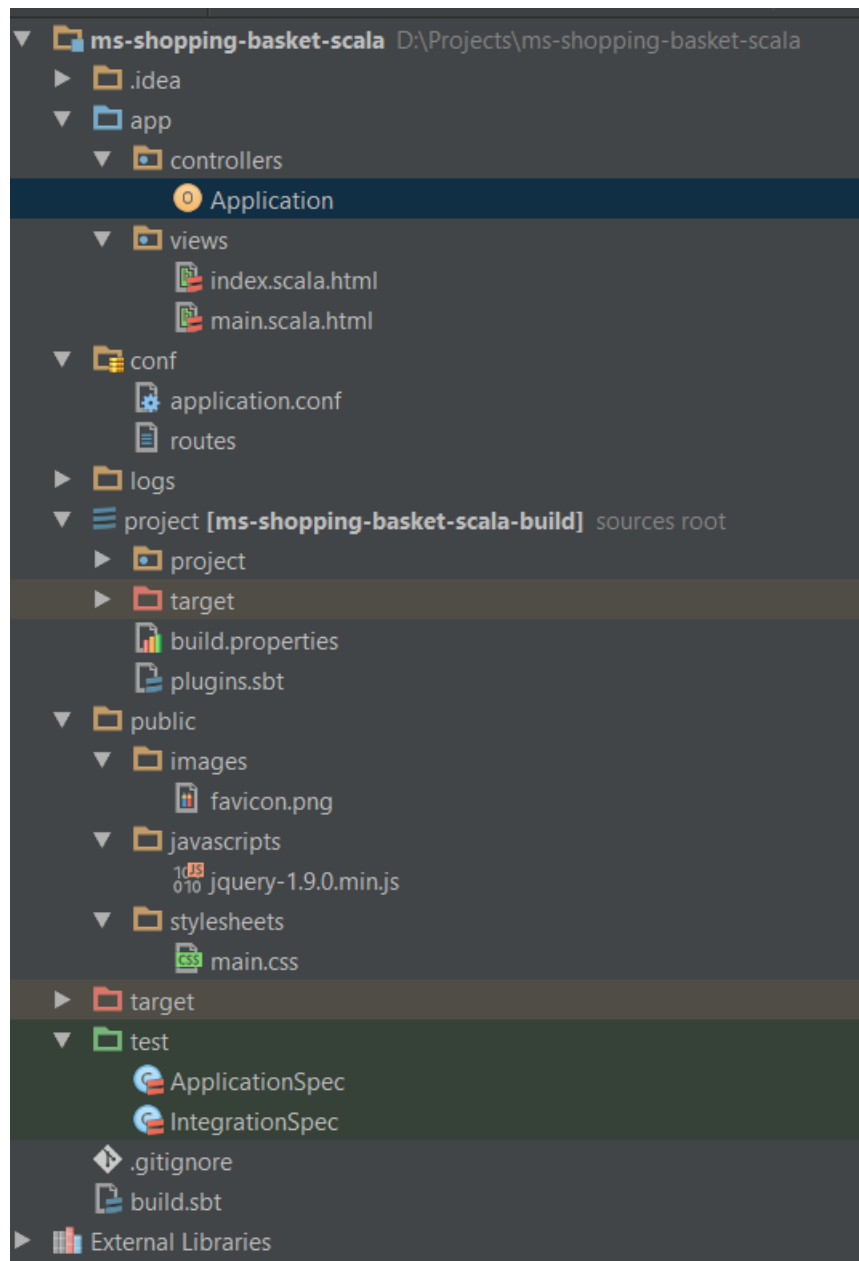 ms-shopping-basket-scala D:\Projects\ms-shopping-basket-scala
.idea
app
controllers
O Application
views
index.scala.html
main.scala.html
conf
application.conf
routes
logs
project [ms-shopping-basket-scala-build] sources root
project
target
build.properties
plugins.sbt
public
images
favicon.png
javascripts
jquery-1.9.0.min.js
stylesheets
CSS main.css
target
test
C ApplicationSpec
C IntegrationSpec
.gitignore
build.sbt
External Libraries